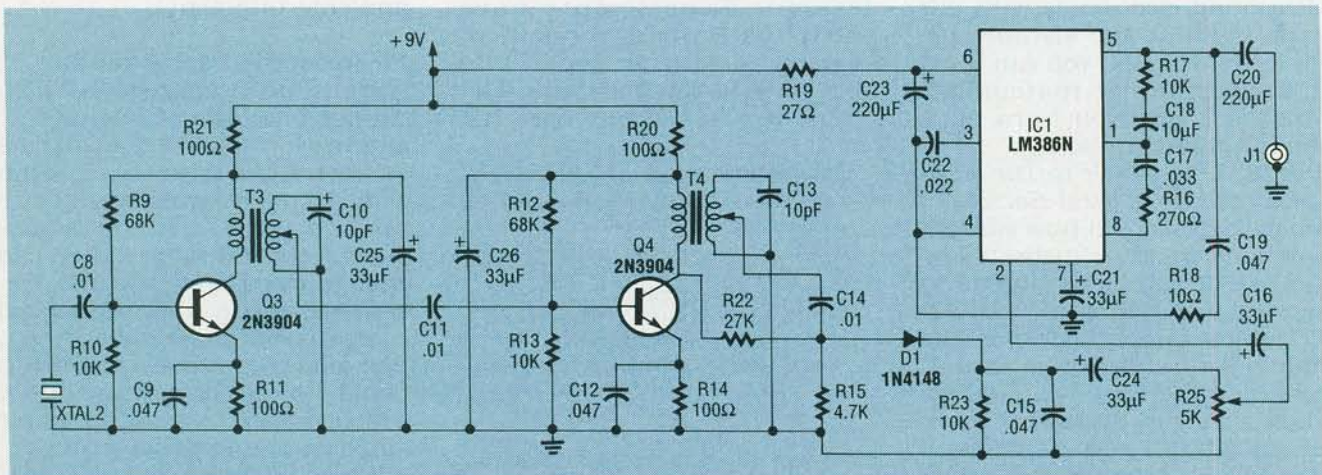 +9V
R21
100Ω
R9
68K
T3
C10
10pF
C25
33μF
C8
.01
Q3
2N3904
R10
10K
C9
.047
R11
100Ω
XTAL2
C11
.01
C26
33μF
R12
68K
R20
100Ω
T4
C13
10pF
Q4
2N3904
R13
10K
C12
.047
R14
100Ω
R22
27K
C14
.01
R15
4.7K
D1
1N4148
R23
10K
C15
.047
C24
33μF
R25
5K
R19
27Ω
C23
220μF
C22
.022
6
3
4
2
7
5
1
8
IC1
LM386N
R17
10K
C18
10μF
C17
.033
R16
270Ω
C20
220μF
J1
C19
.047
R18
10Ω
C21
33μF
C16
33μF